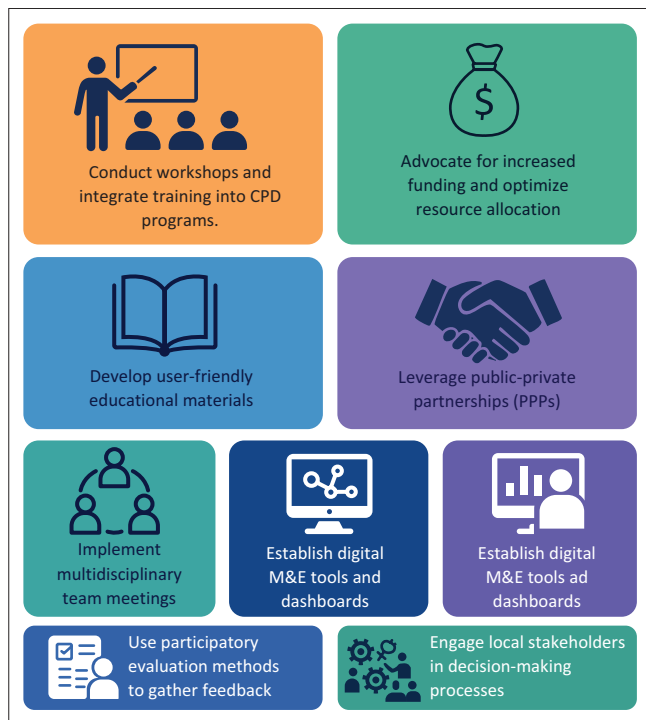 $
Conduct workshops and
integrate training into CPD
programs.
Advocate for increased
funding and optimize
resource allocation
Develop user-friendly
educational materials
Leverage public-private
partnerships (PPPs)
Implement
multidisciplinary
team meetings
Establish digital
M&E tools and
dashboards
Establish digital
M&E tools ad
dashboards
Use participatory
evaluation methods
to gather feedback
Engage local stakeholders
in decision-making
processes